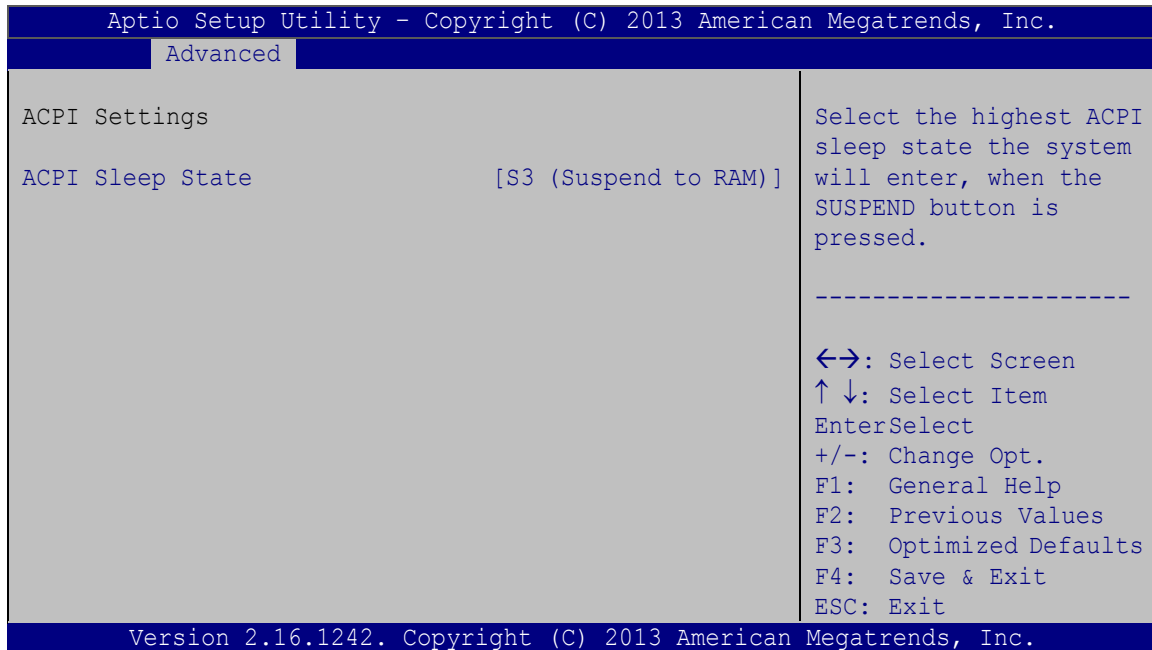 Aptio Setup Utility – Copyright (C) 2013 American Megatrends, Inc.
Advanced
ACPI Settings
ACPI Sleep State [S3 (Suspend to RAM)]
Select the highest ACPI
sleep state the system
will enter, when the
SUSPEND button is
pressed.
----------------------
←→: Select Screen
↑ ↓: Select Item
EnterSelect
+/-: Change Opt.
F1: General Help
F2: Previous Values
F3: Optimized Defaults
F4: Save & Exit
ESC: Exit
Version 2.16.1242. Copyright (C) 2013 American Megatrends, Inc.